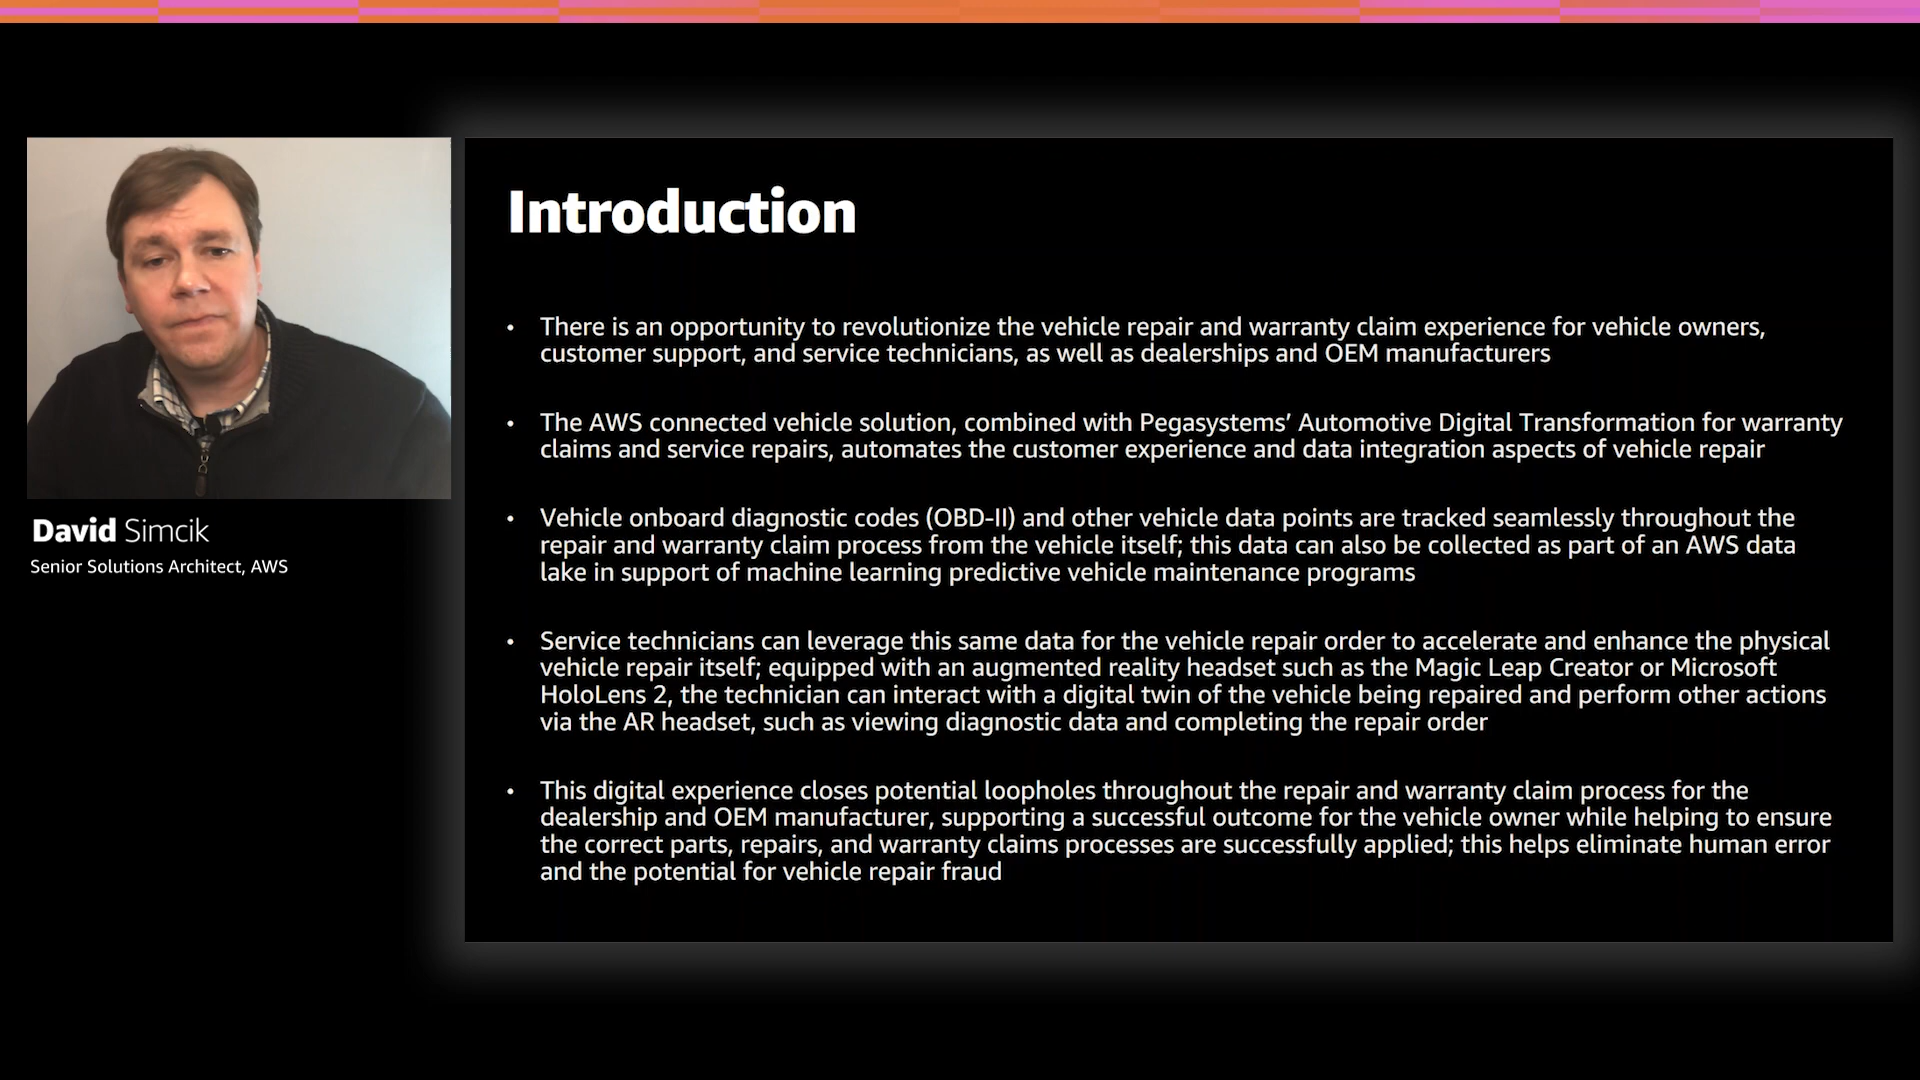 David Simcik
Senior Solutions Architect, AWS
Introduction
• There is an opportunity to revolutionize the vehicle repair and warranty claim experience for vehicle owners,
customer support, and service technicians, as well as dealerships and OEM manufacturers
• The AWS connected vehicle solution, combined with Pegasystems’ Automotive Digital Transformation for warranty
claims and service repairs, automates the customer experience and data integration aspects of vehicle repair
• Vehicle onboard diagnostic codes (OBD-II) and other vehicle data points are tracked seamlessly throughout the
repair and warranty claim process from the vehicle itself; this data can also be collected as part of an AWS data
lake in support of machine learning predictive vehicle maintenance programs
• Service technicians can leverage this same data for the vehicle repair order to accelerate and enhance the physical
vehicle repair itself; equipped with an augmented reality headset such as the Magic Leap Creator or Microsoft
HoloLens 2, the technician can interact with a digital twin of the vehicle being repaired and perform other actions
via the AR headset, such as viewing diagnostic data and completing the repair order
• This digital experience closes potential loopholes throughout the repair and warranty claim process for the
dealership and OEM manufacturer, supporting a successful outcome for the vehicle owner while helping to ensure
the correct parts, repairs, and warranty claims processes are successfully applied; this helps eliminate human error
and the potential for vehicle repair fraud